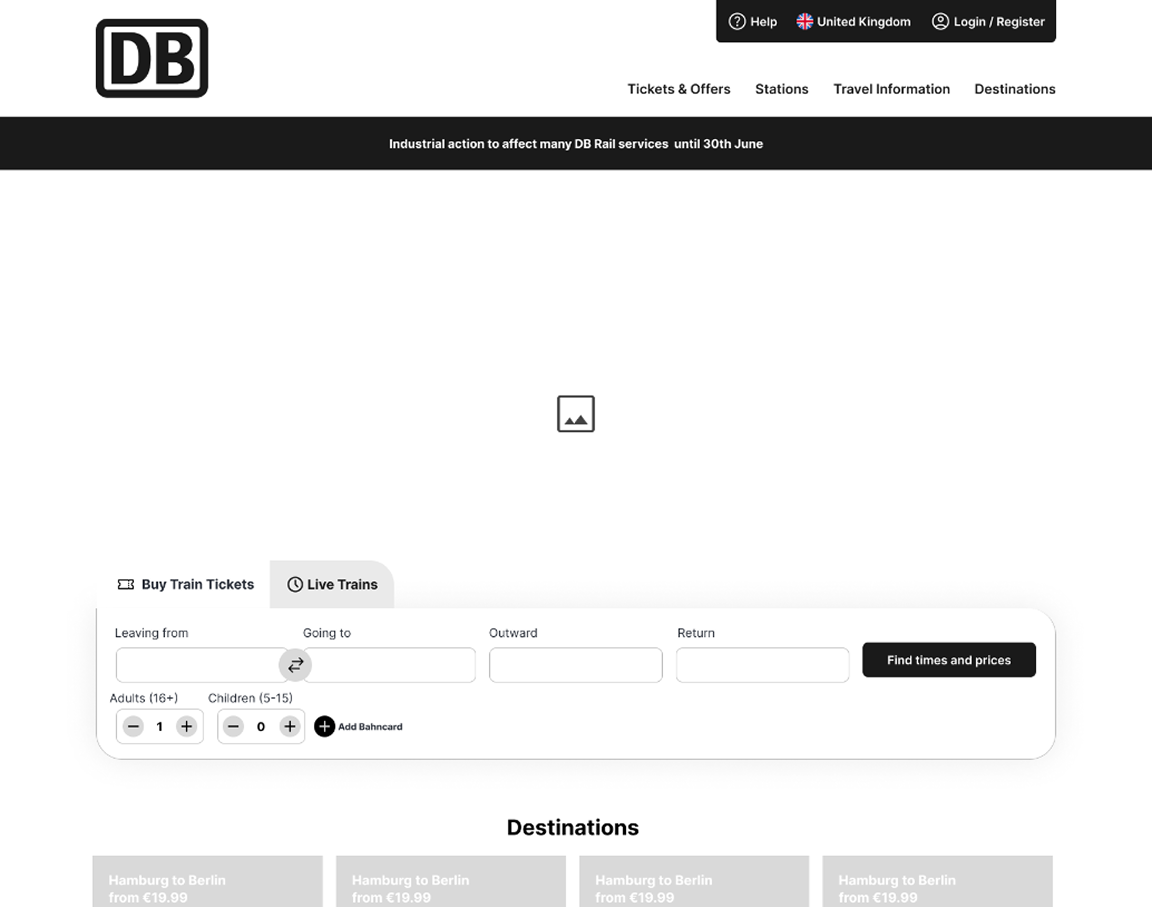 DB
Help United Kingdom Login / Register
Tickets & Offers Stations Travel Information Destinations
Industrial action to affect many DB Rail services until 30th June
Buy Train Tickets Live Trains
Leaving from Going to Outward Return
Find times and prices
Adults (16+) Children (5-15)
1 0 Add Bahncard
Destinations
Hamburg to Berlin Hamburg to Berlin Hamburg to Berlin Hamburg to Berlin
from €19.99 from €19.99 from €19.99 from €19.99